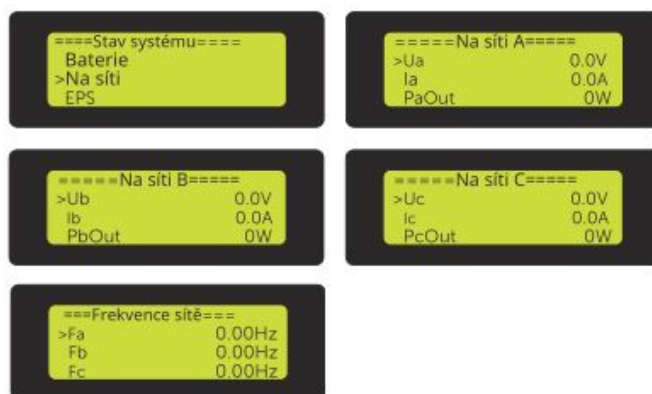 ====Stav systému====
Baterie
>Na síti
EPS
=====Na síti A=====
>Ua 0.0V
Ia 0.0A
PaOut 0W
=====Na síti B=====
>Ub 0.0V
Ib 0.0A
PbOut 0W
=====Na síti C=====
>Uc 0.0V
Ic 0.0A
PcOut 0W
===Frekvence sítě===
>Fa 0.00Hz
Fb 0.00Hz
Fc 0.00Hz